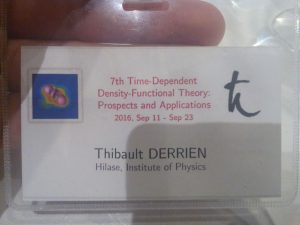 7th Time-Dependent
Density-Functional Theory:
Prospects and Applications
2016, Sep 11 - Sep 23
ħ
Thibault DERRIEN
Hilase, Institute of Physics